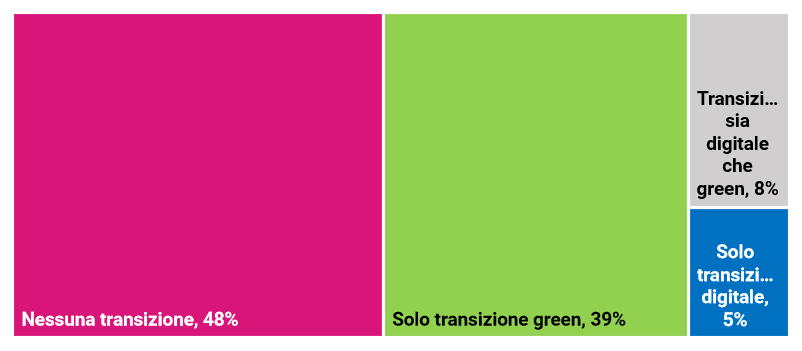 Nessuna transizione, 48%
Solo transizione green, 39%
Transizi...
sia
digitale
che
green, 8%
Solo
transizi...
digitale,
5%